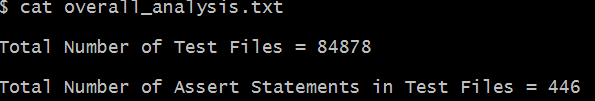 $ cat overall_analysis.txt
Total Number of Test Files = 84878
Total Number of Assert Statements in Test Files = 446